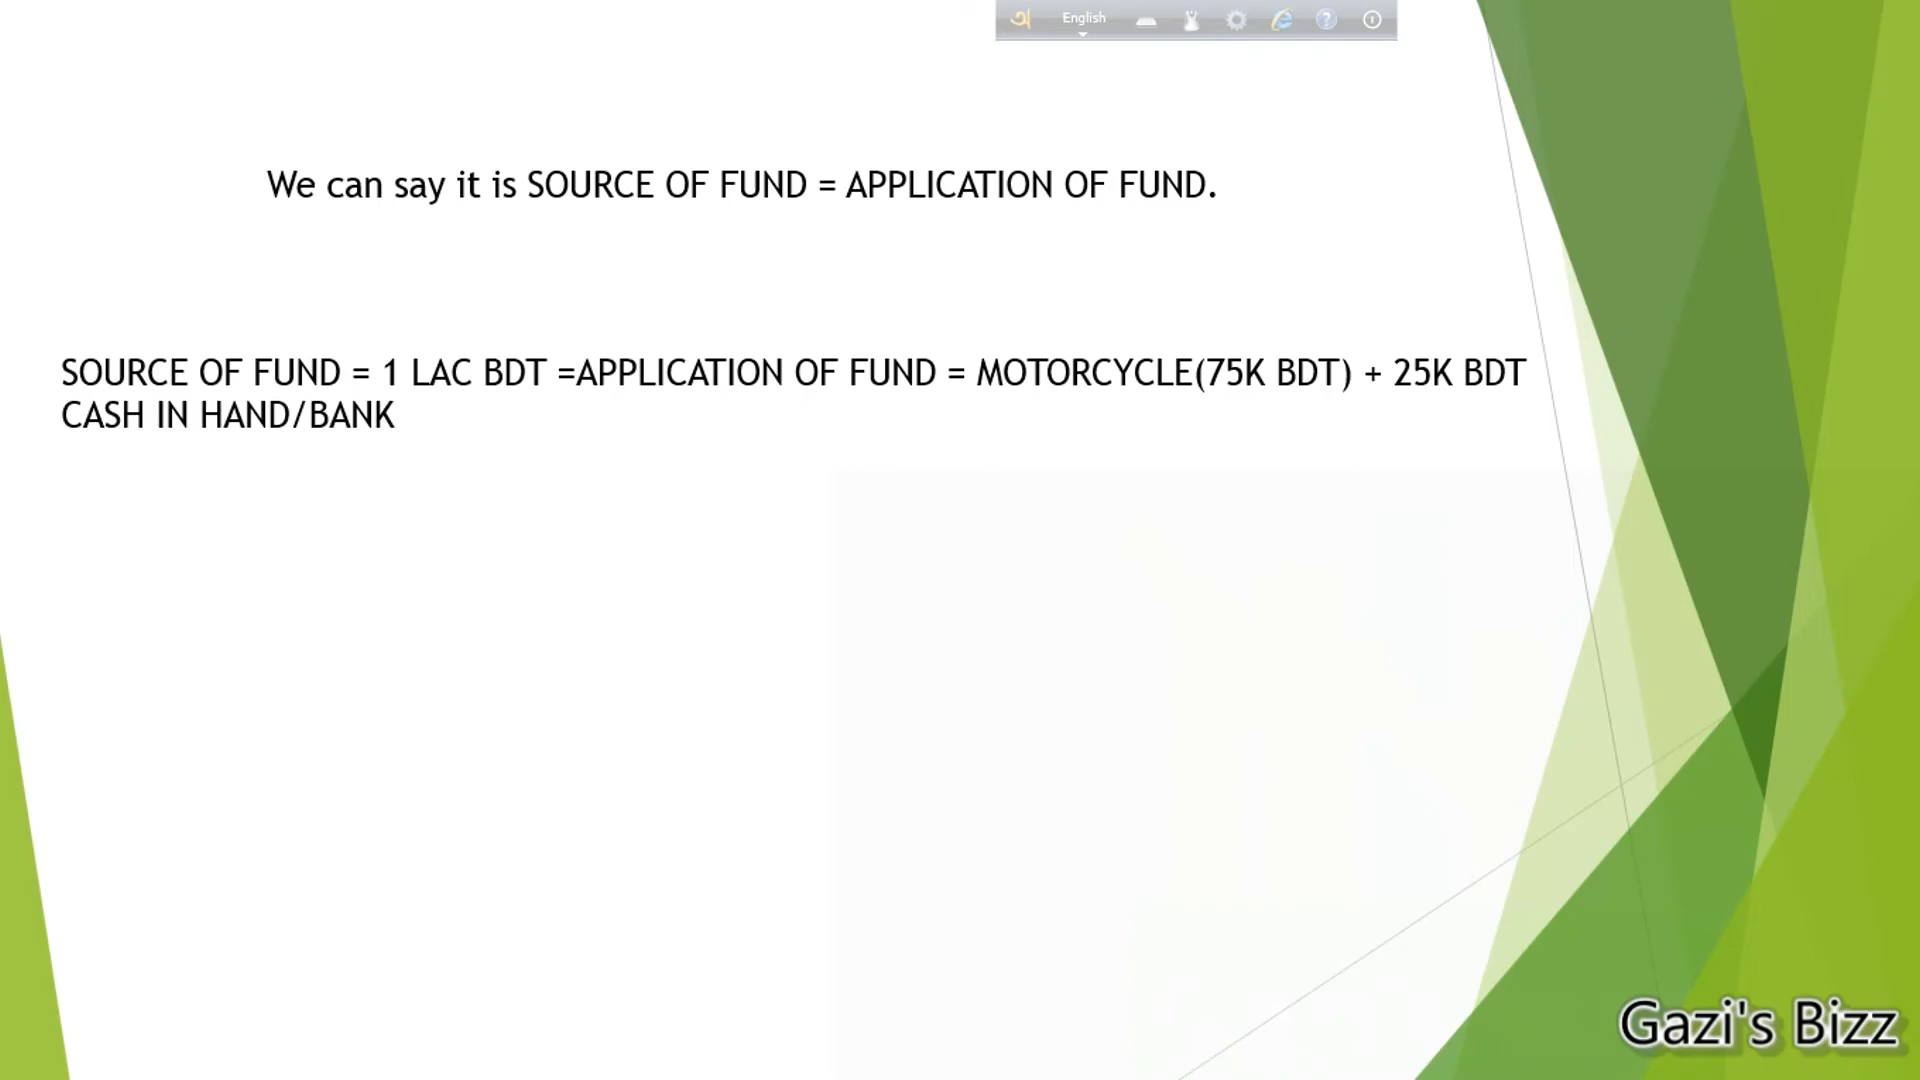 অ English
We can say it is SOURCE OF FUND = APPLICATION OF FUND.
SOURCE OF FUND = 1 LAC BDT =APPLICATION OF FUND = MOTORCYCLE(75K BDT) + 25K BDT
CASH IN HAND/BANK
Gazi's Bizz